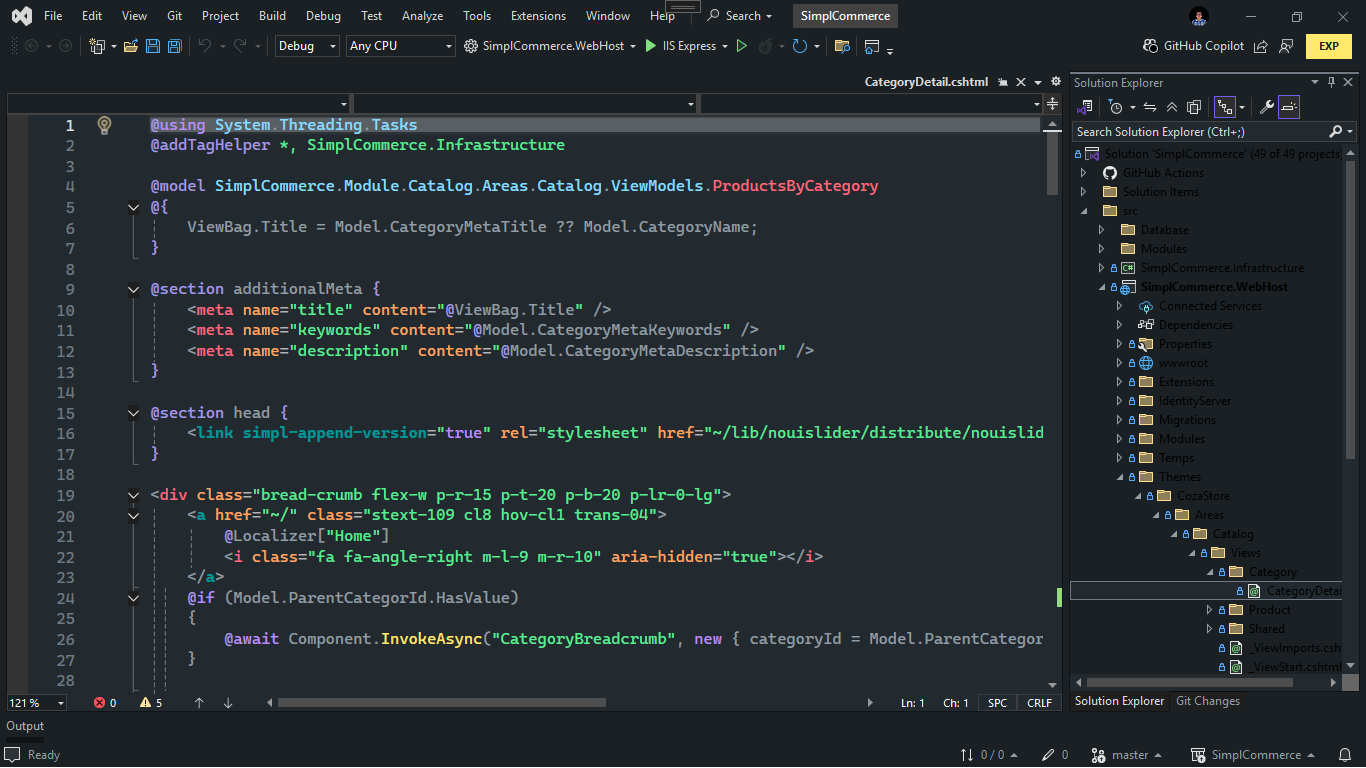 File Edit View Git Project Build Debug Test Analyze Tools Extensions Window Help Search SimplCommerce
Debug Any CPU SimplCommerce.WebHost IIS Express GitHub Copilot EXP
CategoryDetail.cshtml
1 @using System.Threading.Tasks
2 @addTagHelper *, SimplCommerce.Infrastructure
3
4 @model SimplCommerce.Module.Catalog.Areas.Catalog.ViewModels.ProductsByCategory
5 @{
6 ViewBag.Title = Model.CategoryMetaTitle ?? Model.CategoryName;
7 }
8
9 @section additionalMeta {
10 <meta name="title" content="@ViewBag.Title" />
11 <meta name="keywords" content="@Model.CategoryMetaKeywords" />
12 <meta name="description" content="@Model.CategoryMetaDescription" />
13 }
14
15 @section head {
16 <link simpl-append-version="true" rel="stylesheet" href="~/lib/nouislider/distribute/nouislid
17 }
18
19 <div class="bread-crumb flex-w p-r-15 p-t-20 p-b-20 p-lr-0-lg">
20 <a href="~/" class="stext-109 cl8 hov-cl1 trans-04">
21 @Localizer["Home"]
22 <i class="fa fa-angle-right m-l-9 m-r-10" aria-hidden="true"></i>
23 </a>
24 @if (Model.ParentCategorId.HasValue)
25 {
26 @await Component.InvokeAsync("CategoryBreadcrumb", new { categoryId = Model.ParentCategor
27 }
28
121 % 0 5 Ln: 1 Ch: 1 SPC CRLF
Solution Explorer
Search Solution Explorer (Ctrl+;)
Solution 'SimplCommerce' (49 of 49 projects
GitHub Actions
Solution Items
src
Database
Modules
C# SimplCommerce.Infrastructure
SimplCommerce.WebHost
Connected Services
Dependencies
Properties
wwwroot
Extensions
IdentityServer
Migrations
Modules
Temps
Themes
CozaStore
Areas
Catalog
Views
Category
CategoryDetai
Product
Shared
_ViewImports.csht
_ViewStart.cshtml
Solution Explorer Git Changes
Output
Ready 0 / 0 0 master SimplCommerce